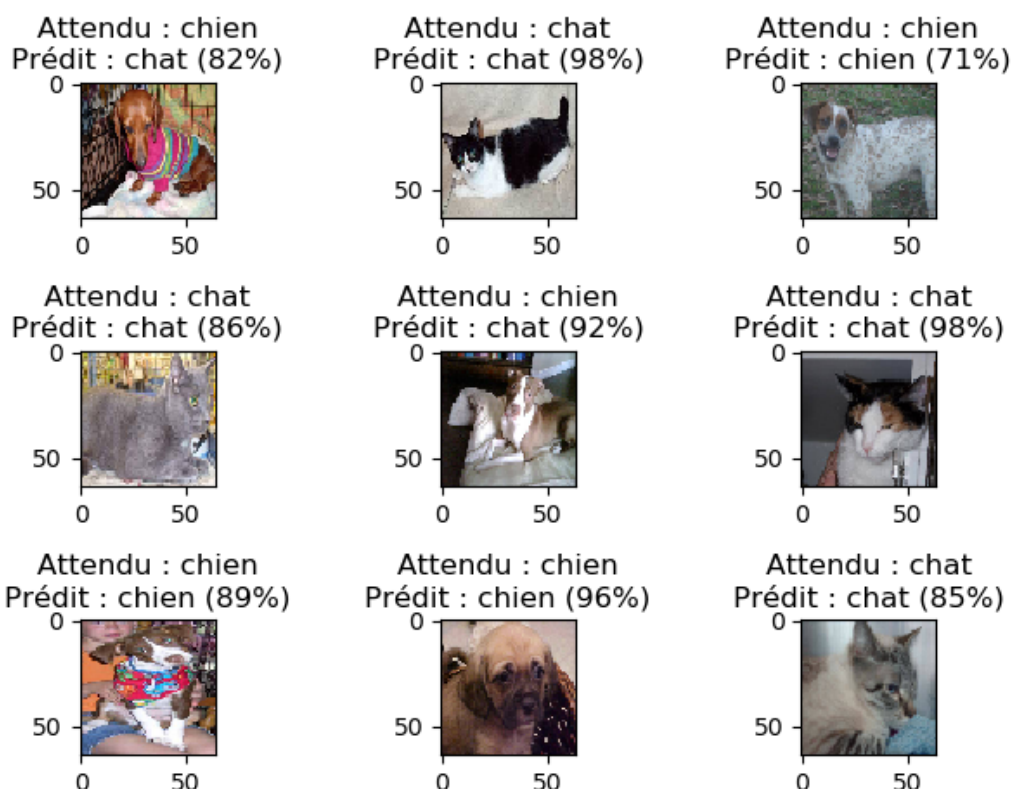 Attendu : chien
Prédit : chat (82%)
0
50
0 50
Attendu : chat
Prédit : chat (98%)
0
50
0 50
Attendu : chien
Prédit : chien (71%)
0
50
0 50
Attendu : chat
Prédit : chat (86%)
0
50
0 50
Attendu : chien
Prédit : chat (92%)
0
50
0 50
Attendu : chat
Prédit : chat (98%)
0
50
0 50
Attendu : chien
Prédit : chien (89%)
0
50
0 50
Attendu : chien
Prédit : chien (96%)
0
50
0 50
Attendu : chat
Prédit : chat (85%)
0
50
0 50